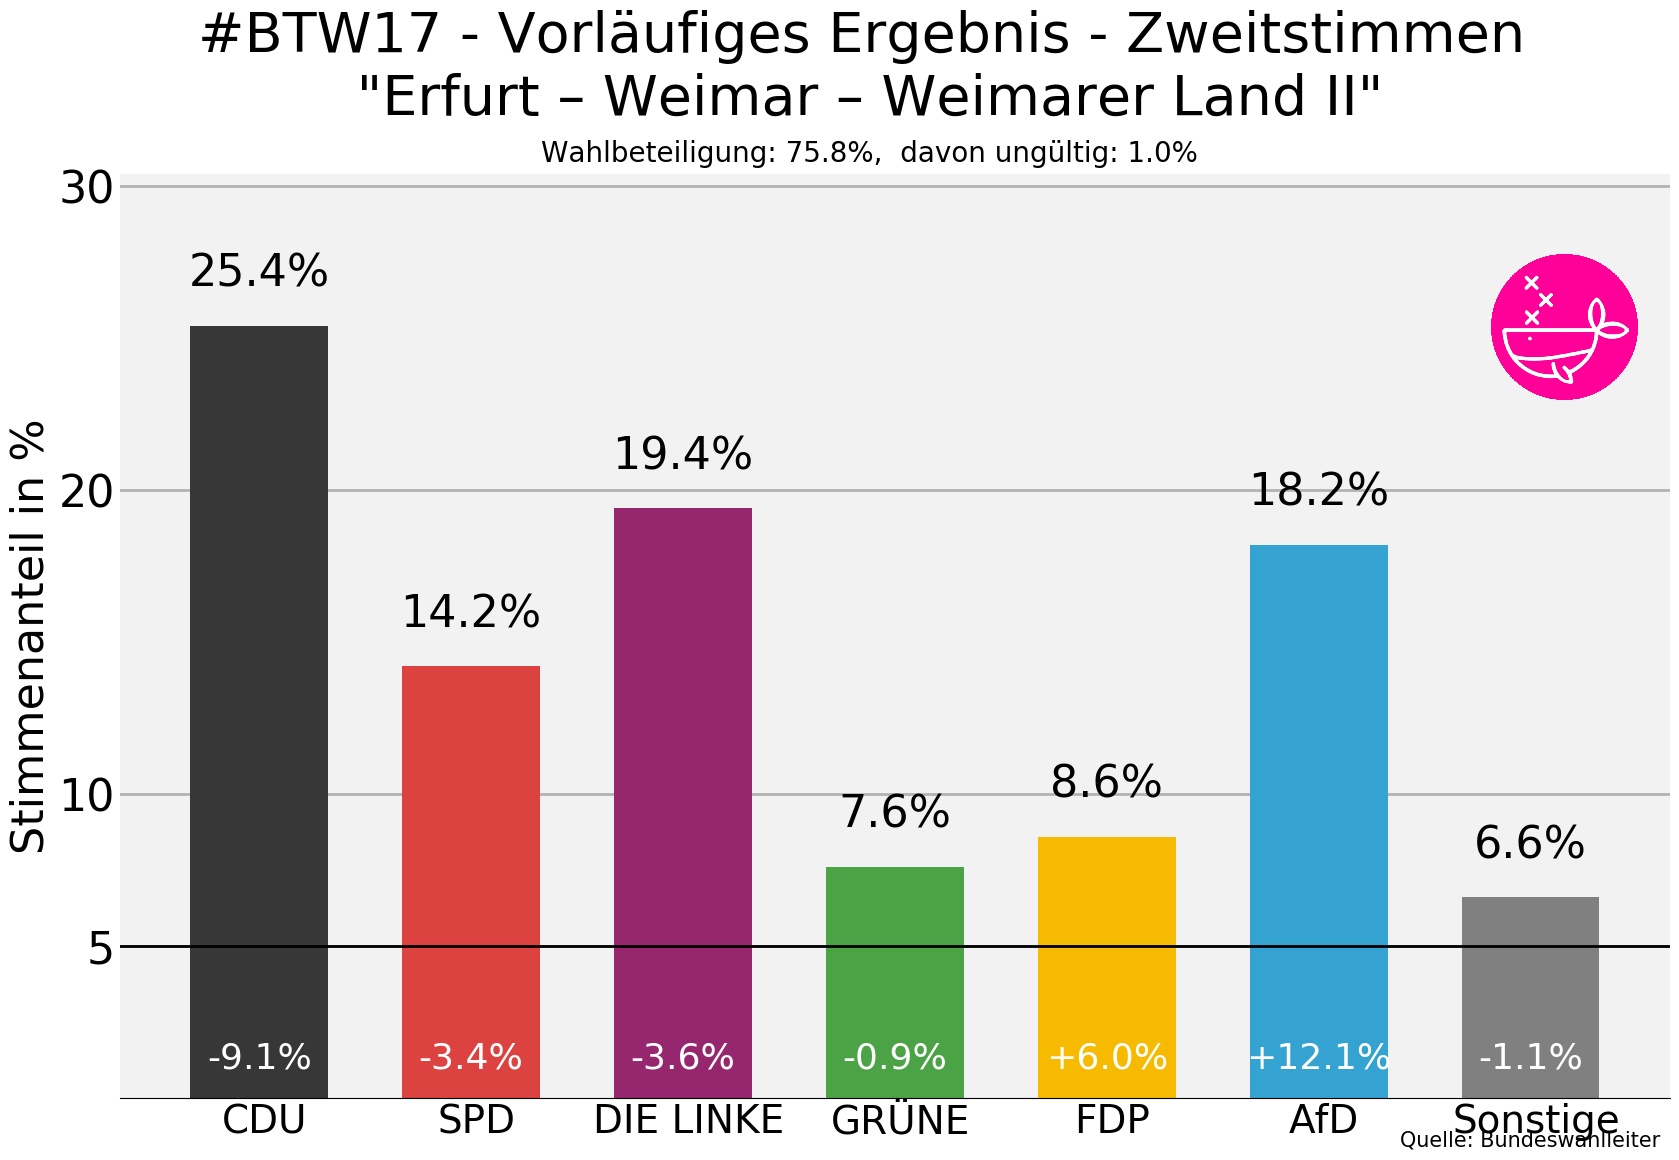 #BTW17 - Vorläufiges Ergebnis - Zweitstimmen
"Erfurt – Weimar – Weimarer Land II"
Wahlbeteiligung: 75.8%,  davon ungültig: 1.0%
Stimmenanteil in %
30
20
10
5
25.4%
14.2%
19.4%
7.6%
8.6%
18.2%
6.6%
-9.1%
-3.4%
-3.6%
-0.9%
+6.0%
+12.1%
-1.1%
CDU
SPD
DIE LINKE
GRÜNE
FDP
AfD
Sonstige
Quelle: Bundeswahlleiter